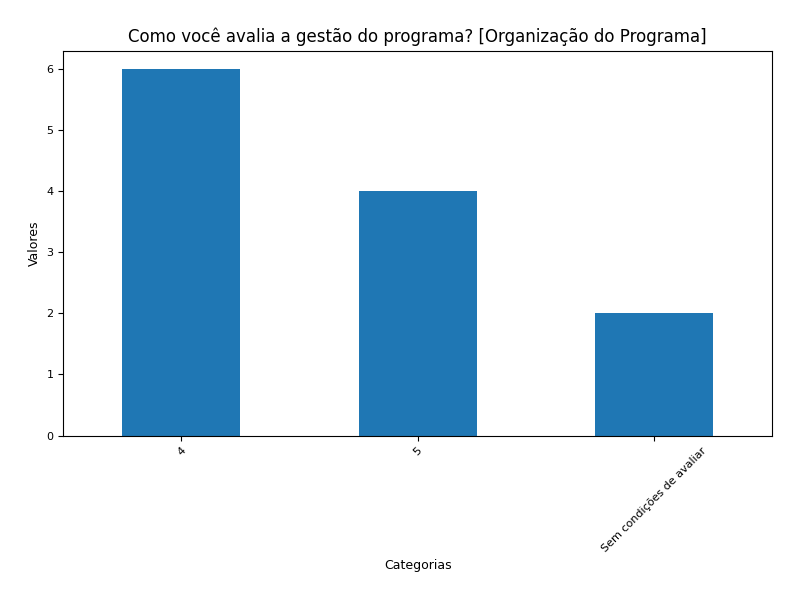 Como você avalia a gestão do programa? [Organização do Programa]
Valores
6
5
4
3
2
1
0
4
5
Sem condições de avaliar
Categorias